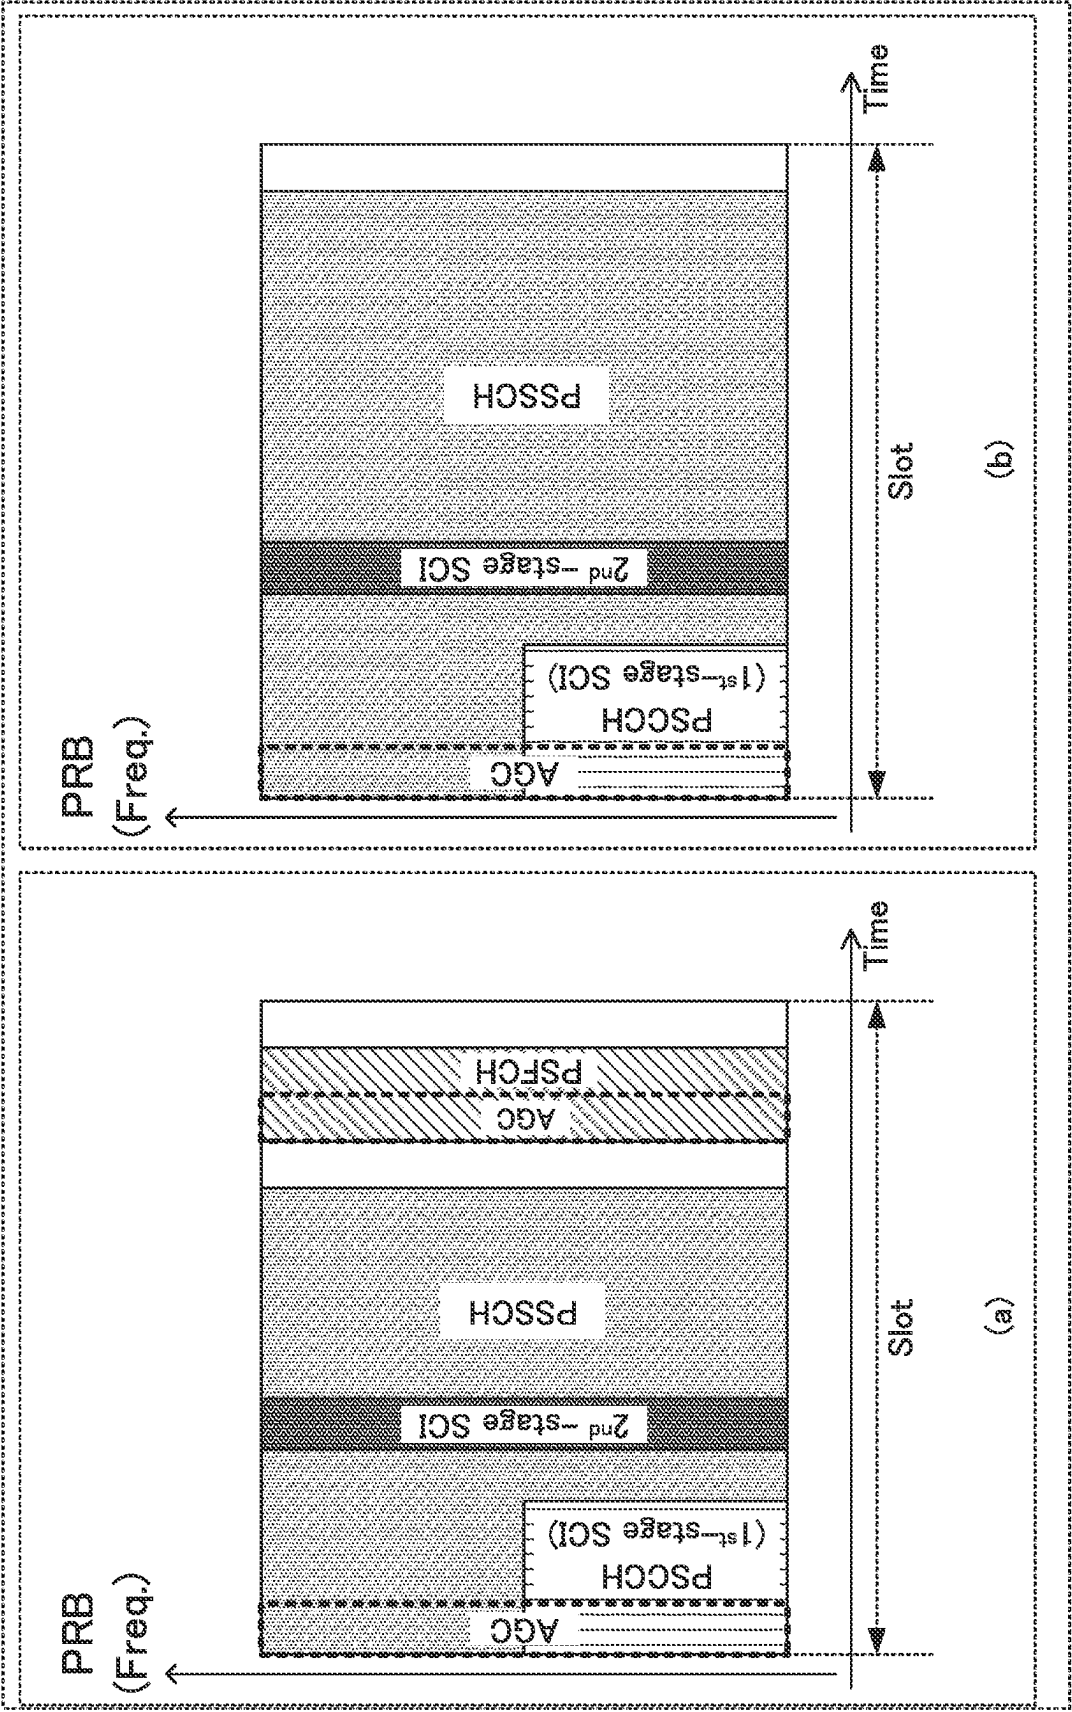 PRB
(Freq.)
AGC
PSCCH
(1st-stage SCI)
2nd-stage SCI
PSSCH
AGC
PSFCH
Slot
Time
(a)
PRB
(Freq.)
AGC
PSCCH
(1st-stage SCI)
2nd-stage SCI
PSSCH
Slot
Time
(b)